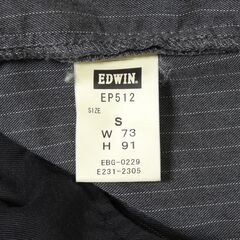 EDWIN.
EP512
SIZE
S
W 73
H 91
EBG-0229
E231-2305